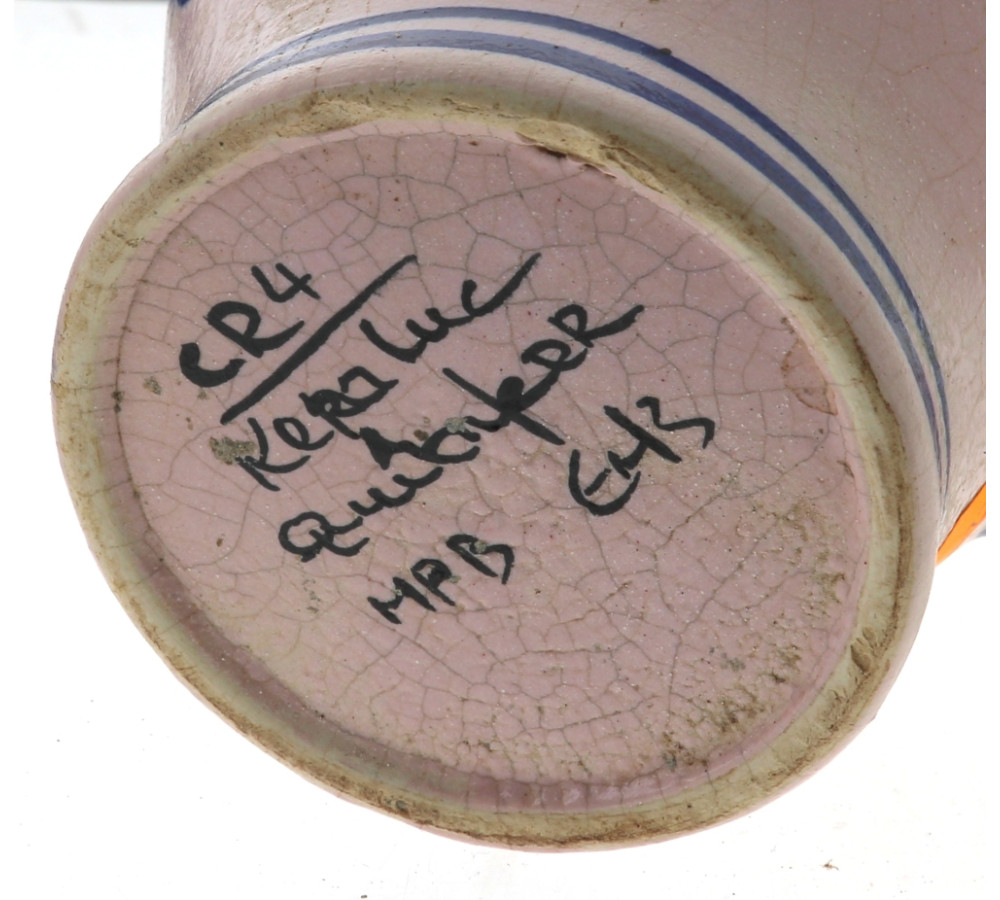 CR4
Keraluc
Quimper
MPB EH3